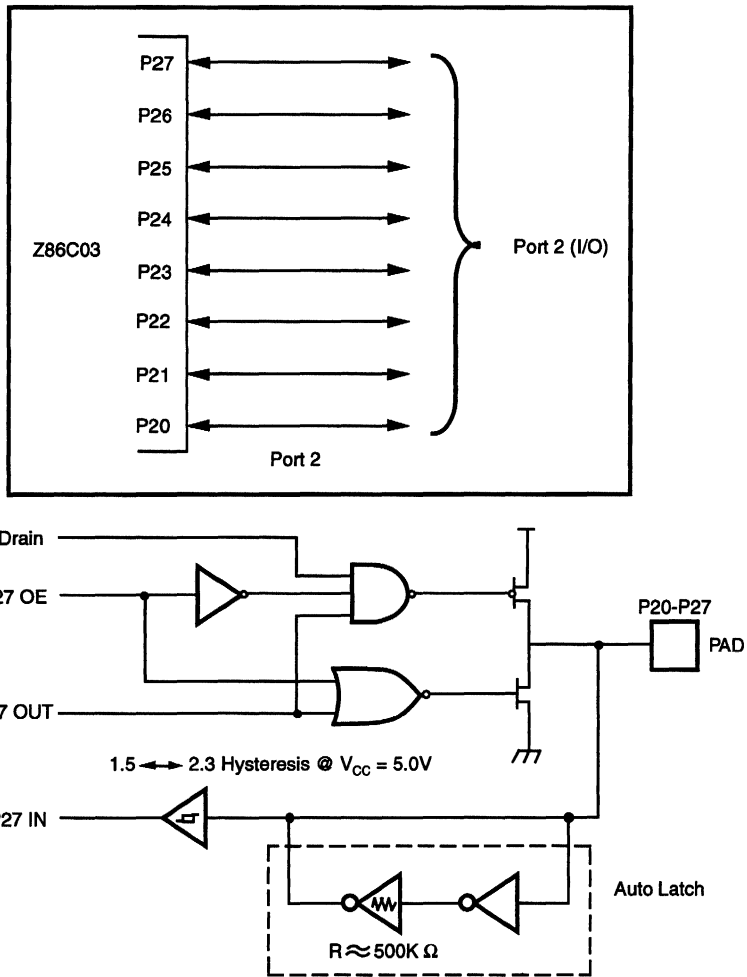 P27
P26
P25
P24
Z86C03
Port 2 (I/O)
P23
P22
P21
P20
Port 2
Drain
27 OE
P20-P27
PAD
7 OUT
1.5 2.3 Hysteresis @ VCC = 5.0V
27 IN
Auto Latch
R ≈ 500K Ω